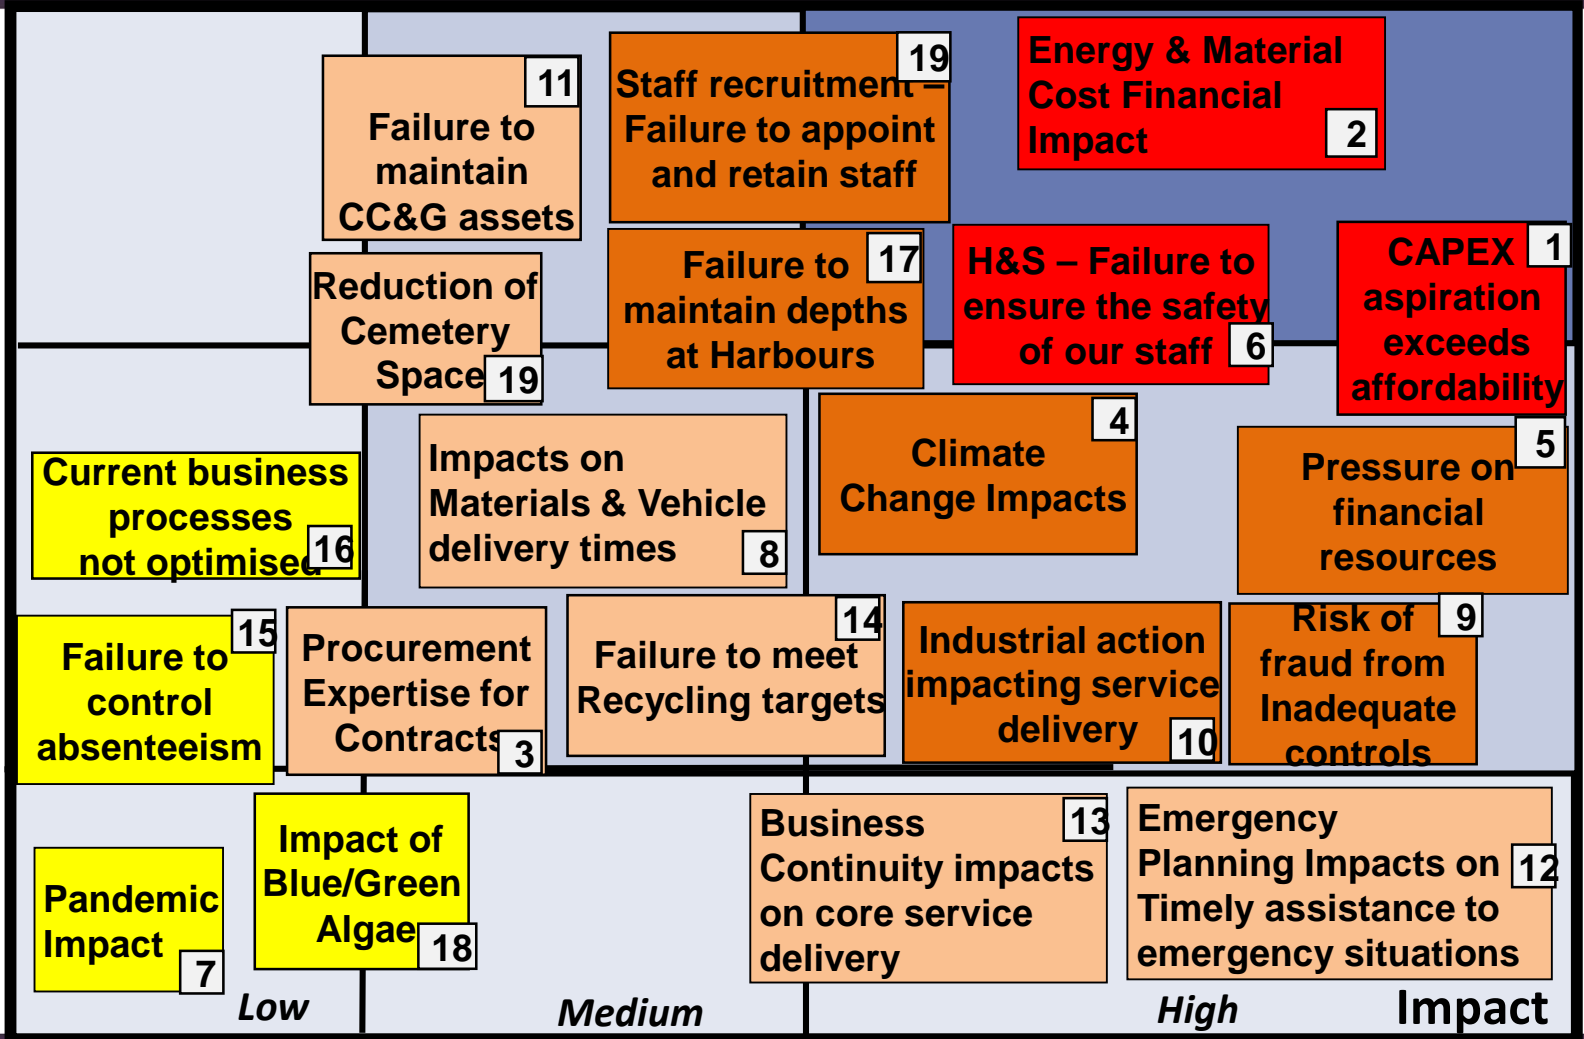 11
Failure to
maintain
CC&G assets
19
Staff recruitment –
Failure to appoint
and retain staff
Energy & Material
Cost Financial
Impact
2
Reduction of
Cemetery
Space
19
Failure to
17
maintain depths
at Harbours
H&S – Failure to
ensure the safety
of our staff
6
CAPEX
1
aspiration
exceeds
affordability
Current business
processes
not optimised
16
Impacts on
Materials & Vehicle
delivery times
8
4
Climate
Change Impacts
5
Pressure on
financial
resources
15
Failure to
control
absenteeism
Procurement
Expertise for
Contracts
3
14
Failure to meet
Recycling targets
Industrial action
impacting service
delivery
10
Risk of
9
fraud from
Inadequate
controls
Pandemic
Impact
7
Impact of
Blue/Green
Algae
18
Business
13
Continuity impacts
on core service
delivery
Emergency
Planning Impacts on
12
Timely assistance to
emergency situations
Low
Medium
High
Impact